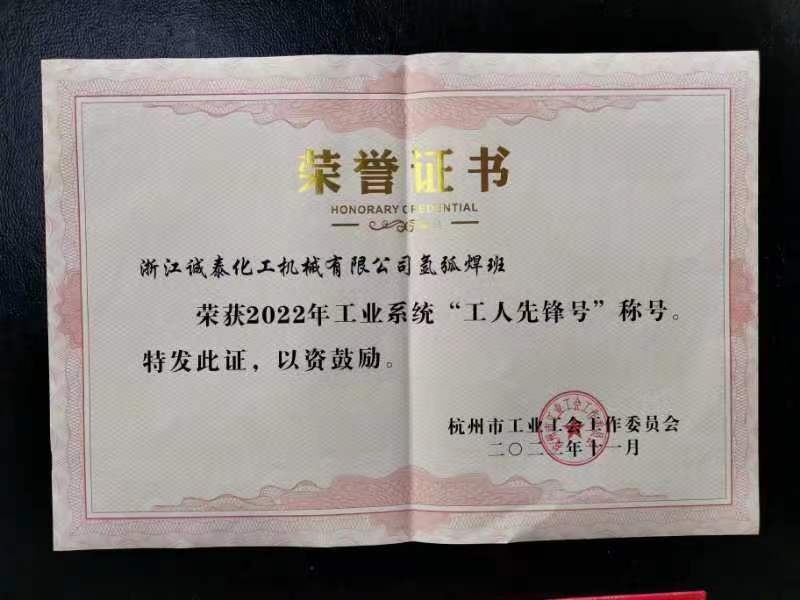 荣誉证书
HONORARY CREDENTIAL
浙江诚泰化工机械有限公司氩弧焊班
荣获2022年工业系统“工人先锋号”称号。
特发此证，以资鼓励。
杭州市工业工会工作委员会
二〇二二年十一月